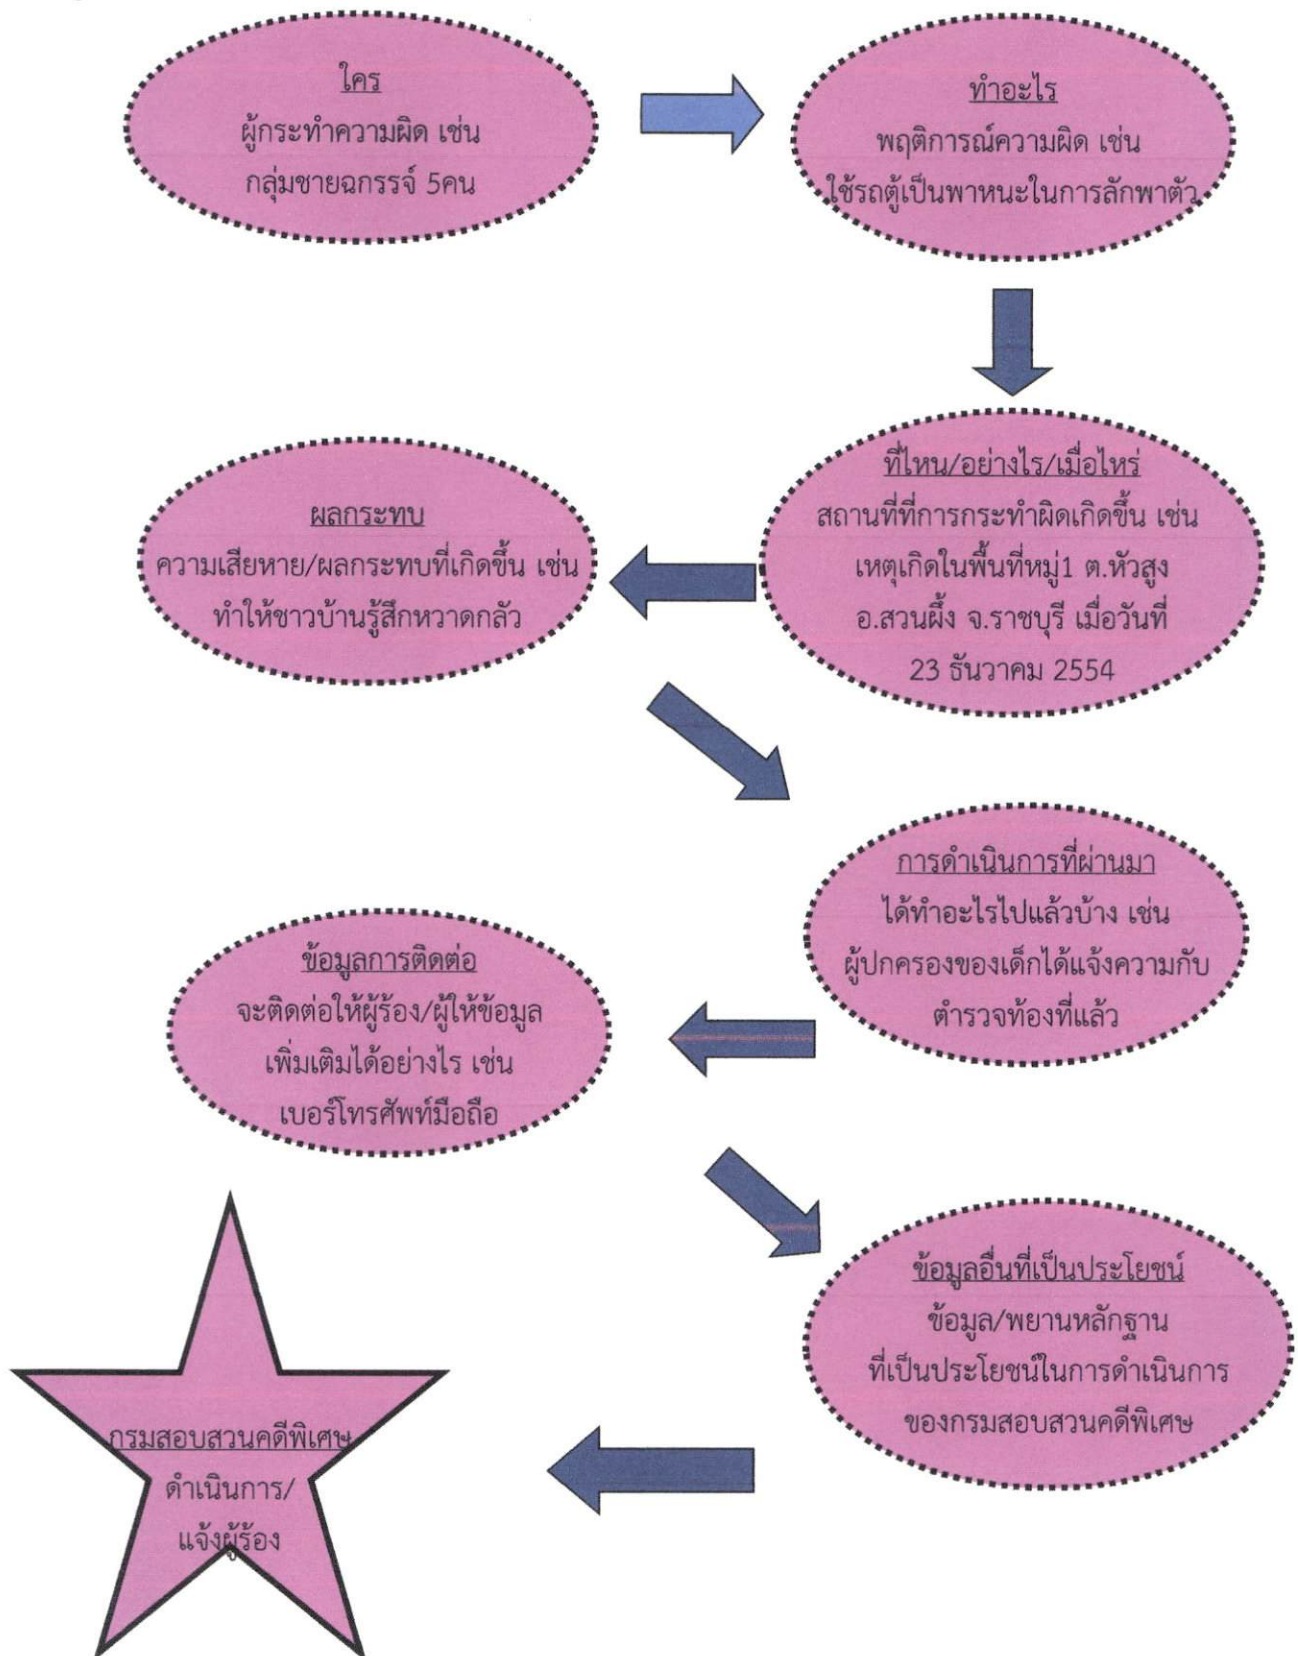 ใคร
ผู้กระทำความผิด เช่น
กลุ่มชายฉกรรจ์ 5คน
ทำอะไร
พฤติการณ์ความผิด เช่น
ใช้รถตู้เป็นพาหนะในการลักพาตัว
ที่ไหน/อย่างไร/เมื่อไหร่
สถานที่ที่การกระทำผิดเกิดขึ้น เช่น
เหตุเกิดในพื้นที่หมู่1 ต.หัวสูง
อ.สวนผึ้ง จ.ราชบุรี เมื่อวันที่
23 ธันวาคม 2554
ผลกระทบ
ความเสียหาย/ผลกระทบที่เกิดขึ้น เช่น
ทำให้ชาวบ้านรู้สึกหวาดกลัว
การดำเนินการที่ผ่านมา
ได้ทำอะไรไปแล้วบ้าง เช่น
ผู้ปกครองของเด็กได้แจ้งความกับ
ตำรวจท้องที่แล้ว
ข้อมูลการติดต่อ
จะติดต่อให้ผู้ร้อง/ผู้ให้ข้อมูล
เพิ่มเติมได้อย่างไร เช่น
เบอร์โทรศัพท์มือถือ
ข้อมูลอื่นที่เป็นประโยชน์
ข้อมูล/พยานหลักฐาน
ที่เป็นประโยชน์ในการดำเนินการ
ของกรมสอบสวนคดีพิเศษ
กรมสอบสวนคดีพิเศษ
ดำเนินการ/
แจ้งผู้ร้อง